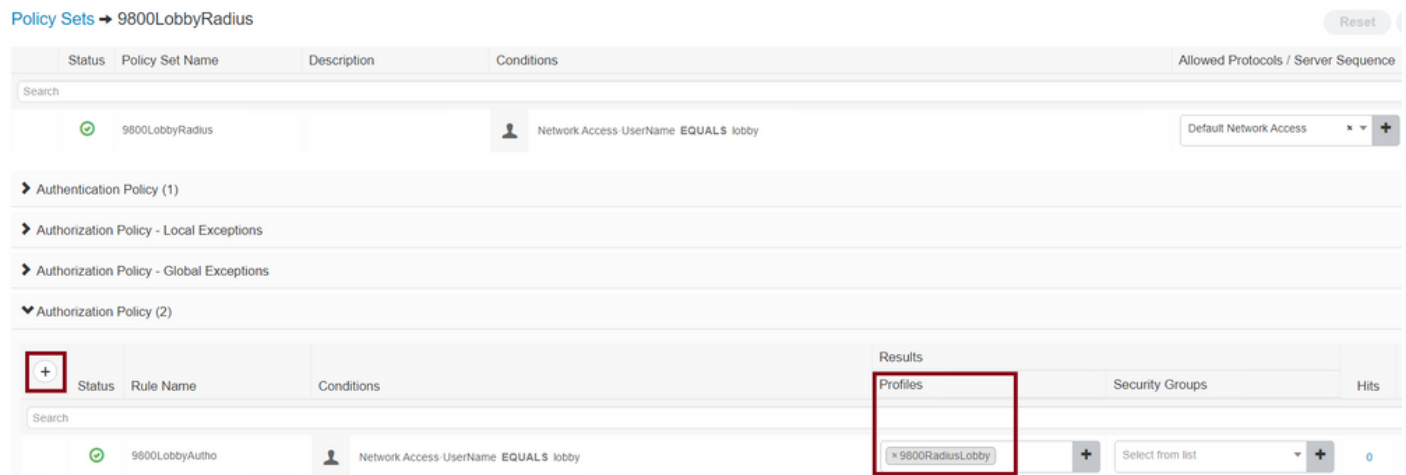 Policy Sets → 9800LobbyRadius
Reset
Status Policy Set Name Description Conditions Allowed Protocols / Server Sequence
Search
9800LobbyRadius Network Access·UserName EQUALS lobby Default Network Access × +
Authentication Policy (1)
Authorization Policy - Local Exceptions
Authorization Policy - Global Exceptions
Authorization Policy (2)
Results
+ Status Rule Name Conditions Profiles Security Groups Hits
Search
9800LobbyAutho Network Access·UserName EQUALS lobby ×9800RadiusLobby + Select from list + 0